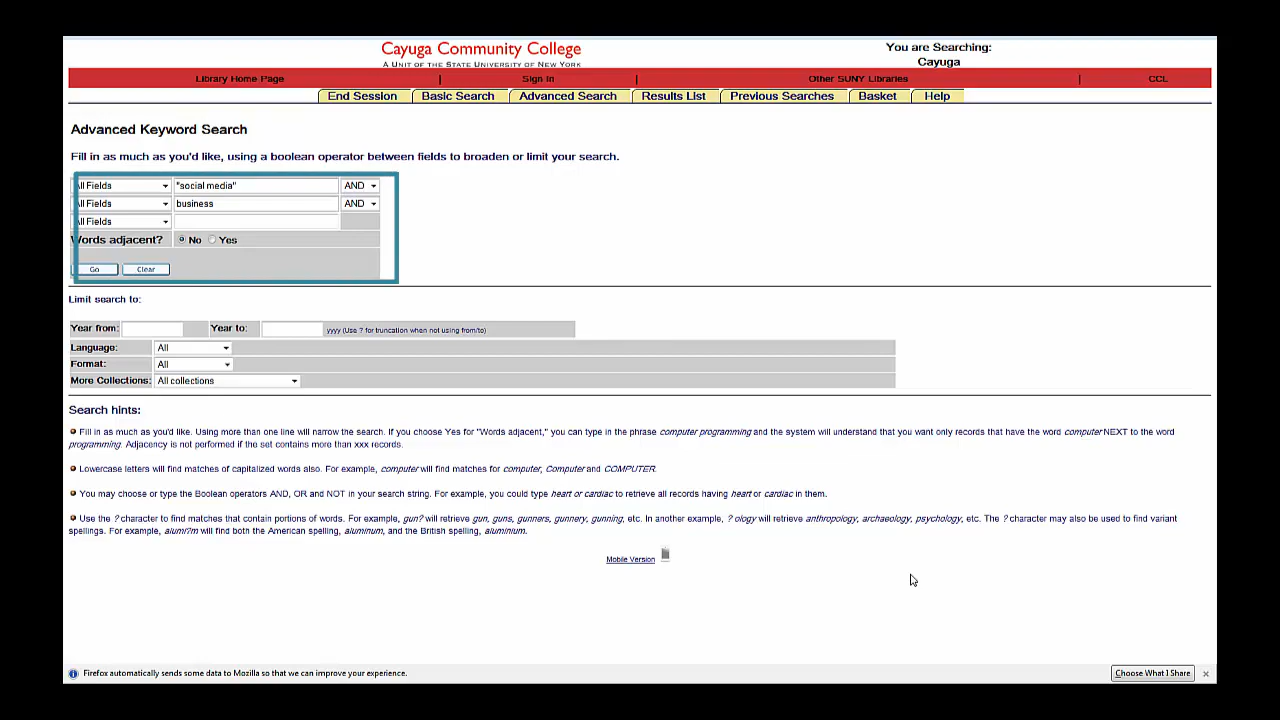 Cayuga Community College
A UNIT OF THE STATE UNIVERSITY OF NEW YORK
You are Searching:
Cayuga
Library Home Page | Sign In | Other SUNY Libraries | CCL
End Session Basic Search Advanced Search Results List Previous Searches Basket Help
Advanced Keyword Search
Fill in as much as you'd like, using a boolean operator between fields to broaden or limit your search.
All Fields "social media" AND
All Fields business AND
All Fields
Words adjacent? No Yes
Go Clear
Limit search to:
Year from: Year to: yyyy (Use ? for truncation when not using from/to)
Language: All
Format: All
More Collections: All collections
Search hints:
Fill in as much as you'd like. Using more than one line will narrow the search. If you choose Yes for "Words adjacent," you can type in the phrase computer programming and the system will understand that you want only records that have the word computer NEXT to the word
programming. Adjacency is not performed if the set contains more than xxx records.
Lowercase letters will find matches of capitalized words also. For example, computer will find matches for computer, Computer and COMPUTER.
You may choose or type the Boolean operators AND, OR and NOT in your search string. For example, you could type heart or cardiac to retrieve all records having heart or cardiac in them.
Use the ? character to find matches that contain portions of words. For example, gun? will retrieve gun, guns, gunners, gunnery, gunning, etc. In another example, ? ology will retrieve anthropology, archaeology, psychology, etc. The ? character may also be used to find variant
spellings. For example, alumi?m will find both the American spelling, aluminum, and the British spelling, aluminium.
Mobile Version
Firefox automatically sends some data to Mozilla so that we can improve your experience. Choose What I Share ×